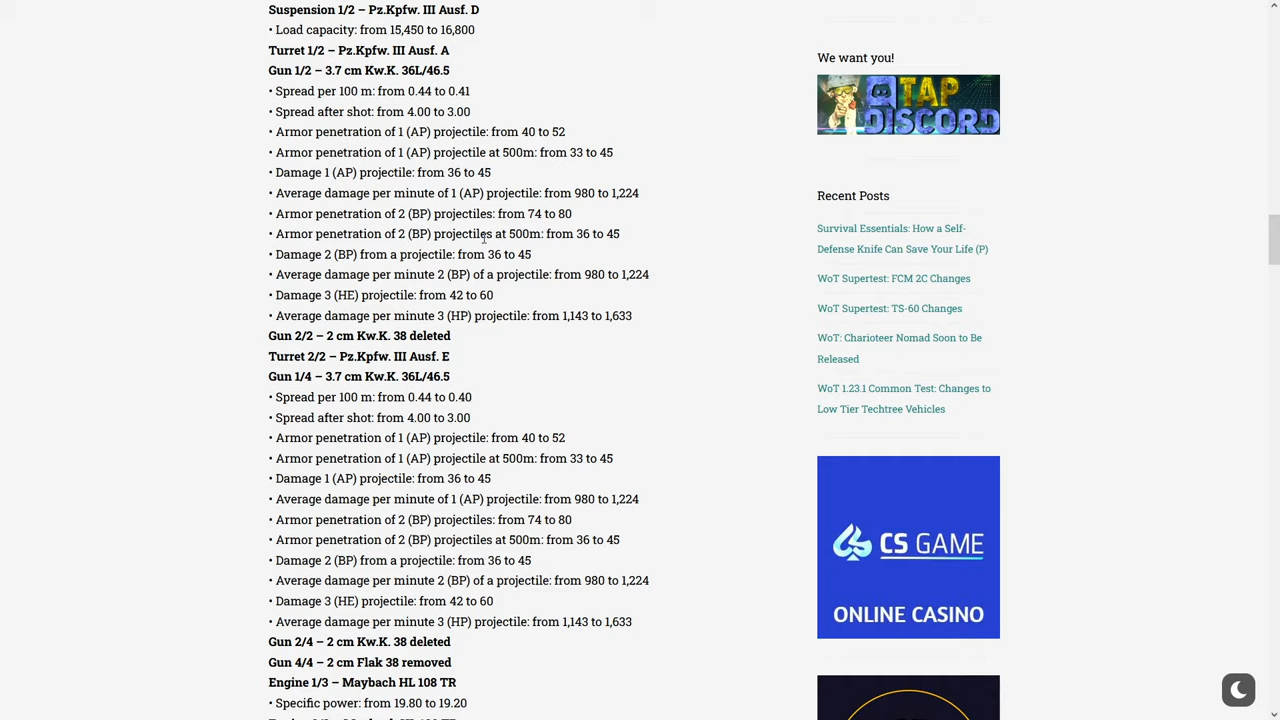 Suspension 1/2 – Pz.Kpfw. III Ausf. D
• Load capacity: from 15,450 to 16,800
Turret 1/2 – Pz.Kpfw. III Ausf. A
Gun 1/2 – 3.7 cm Kw.K. 36L/46.5
• Spread per 100 m: from 0.44 to 0.41
• Spread after shot: from 4.00 to 3.00
• Armor penetration of 1 (AP) projectile: from 40 to 52
• Armor penetration of 1 (AP) projectile at 500m: from 33 to 45
• Damage 1 (AP) projectile: from 36 to 45
• Average damage per minute of 1 (AP) projectile: from 980 to 1,224
• Armor penetration of 2 (BP) projectiles: from 74 to 80
• Armor penetration of 2 (BP) projectiles at 500m: from 36 to 45
• Damage 2 (BP) from a projectile: from 36 to 45
• Average damage per minute 2 (BP) of a projectile: from 980 to 1,224
• Damage 3 (HE) projectile: from 42 to 60
• Average damage per minute 3 (HP) projectile: from 1,143 to 1,633
Gun 2/2 – 2 cm Kw.K. 38 deleted
Turret 2/2 – Pz.Kpfw. III Ausf. E
Gun 1/4 – 3.7 cm Kw.K. 36L/46.5
• Spread per 100 m: from 0.44 to 0.40
• Spread after shot: from 4.00 to 3.00
• Armor penetration of 1 (AP) projectile: from 40 to 52
• Armor penetration of 1 (AP) projectile at 500m: from 33 to 45
• Damage 1 (AP) projectile: from 36 to 45
• Average damage per minute of 1 (AP) projectile: from 980 to 1,224
• Armor penetration of 2 (BP) projectiles: from 74 to 80
• Armor penetration of 2 (BP) projectiles at 500m: from 36 to 45
• Damage 2 (BP) from a projectile: from 36 to 45
• Average damage per minute 2 (BP) of a projectile: from 980 to 1,224
• Damage 3 (HE) projectile: from 42 to 60
• Average damage per minute 3 (HP) projectile: from 1,143 to 1,633
Gun 2/4 – 2 cm Kw.K. 38 deleted
Gun 4/4 – 2 cm Flak 38 removed
Engine 1/3 – Maybach HL 108 TR
• Specific power: from 19.80 to 19.20
We want you!
TAP
DISCORD
Recent Posts
Survival Essentials: How a Self-
Defense Knife Can Save Your Life (P)
WoT Supertest: FCM 2C Changes
WoT Supertest: TS-60 Changes
WoT: Charioteer Nomad Soon to Be
Released
WoT 1.23.1 Common Test: Changes to
Low Tier Techtree Vehicles
CS GAME
ONLINE CASINO